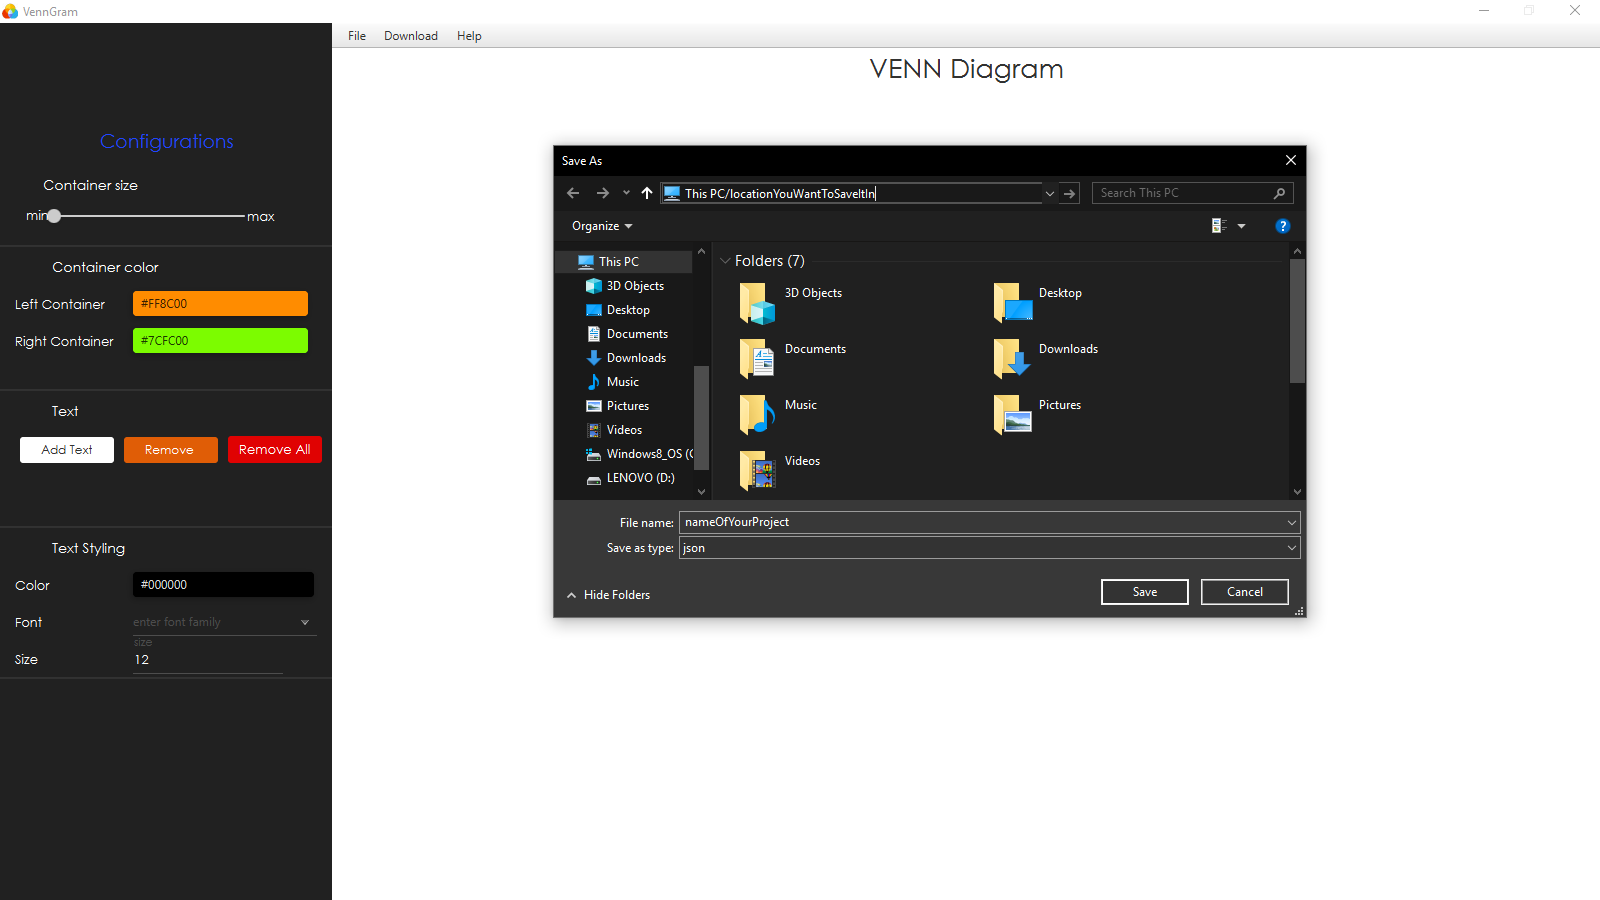 VennGram
File Download Help
VENN Diagram
Configurations
Container size
min max
Container color
Left Container #FF8C00
Right Container #7CFC00
Text
Add Text Remove Remove All
Text Styling
Color #000000
Font enter font family
size
Size 12
Save As
This PC/locationYouWantToSaveItIn
Search This PC
Organize
?
This PC
3D Objects
Desktop
Documents
Downloads
Music
Pictures
Videos
Windows8_OS (C
LENOVO (D:)
Folders (7)
3D Objects Desktop
Documents Downloads
Music Pictures
Videos
File name: nameOfYourProject
Save as type: json
Hide Folders
Save Cancel